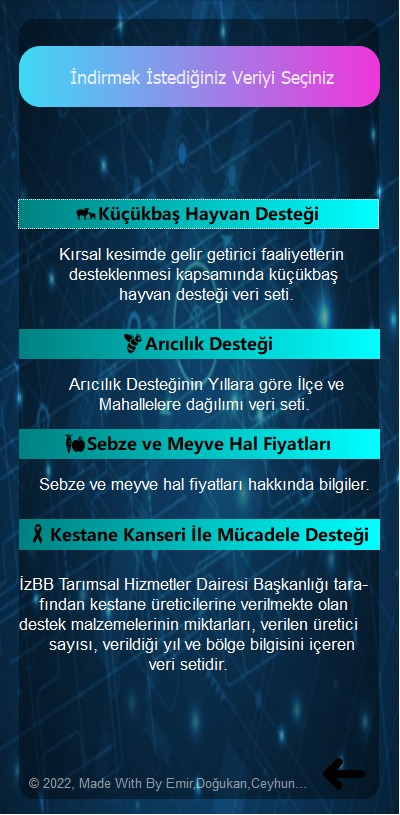 İndirmek İstediğiniz Veriyi Seçiniz
Küçükbaş Hayvan Desteği
Kırsal kesimde gelir getirici faaliyetlerin
desteklenmesi kapsamında küçükbaş
hayvan desteği veri seti.
Arıcılık Desteği
Arıcılık Desteğinin Yıllara göre İlçe ve
Mahallelere dağılımı veri seti.
Sebze ve Meyve Hal Fiyatları
Sebze ve meyve hal fiyatları hakkında bilgiler.
Kestane Kanseri İle Mücadele Desteği
İzBB Tarımsal Hizmetler Dairesi Başkanlığı tara-
fından kestane üreticilerine verilmekte olan
destek malzemelerinin miktarları, verilen üretici
sayısı, verildiği yıl ve bölge bilgisini içeren
veri setidir.
© 2022, Made With By Emir,Doğukan,Ceyhun...